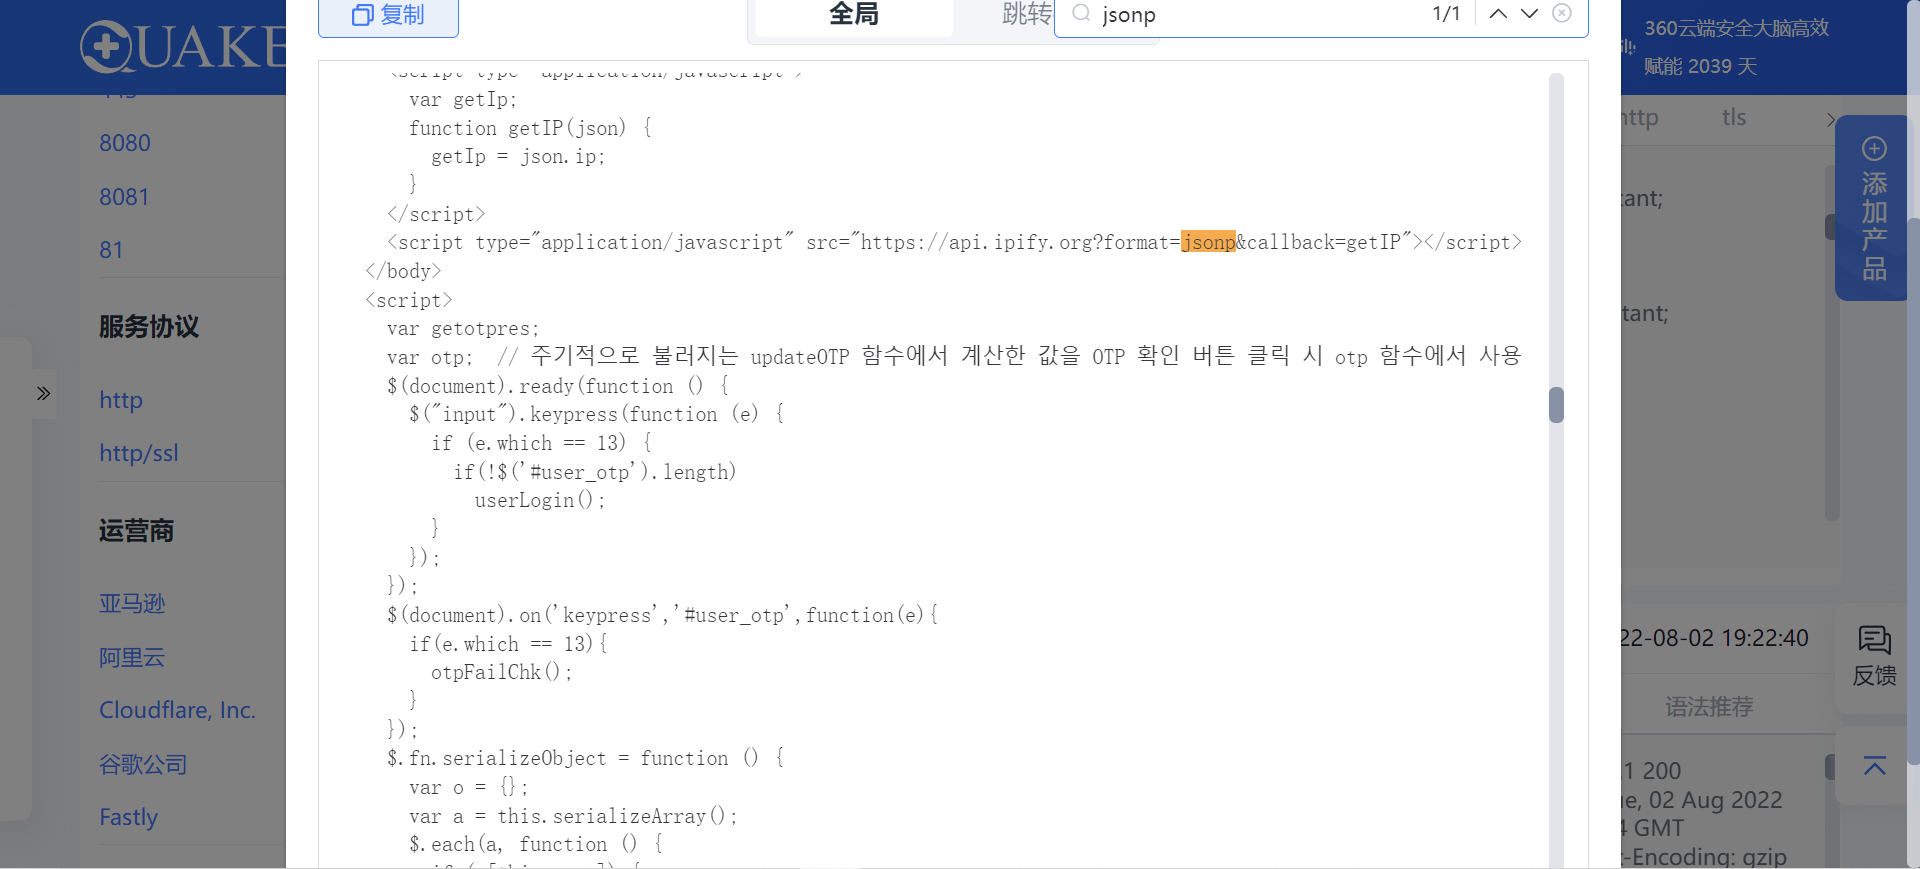 QUAKE
复制
全局
跳转
jsonp
1/1
360云端安全大脑高效
赋能 2039 天
8080
8081
81
服务协议
http
http/ssl
运营商
亚马逊
阿里云
Cloudflare, Inc.
谷歌公司
Fastly
<script type="application/javascript">
var getIp;
function getIP(json) {
getIp = json.ip;
}
</script>
<script type="application/javascript" src="https://api.ipify.org?format=jsonp&callback=getIP"></script>
</body>
<script>
var getotpres;
var otp;  // 주기적으로 불러지는 updateOTP 함수에서 계산한 값을 OTP 확인 버튼 클릭 시 otp 함수에서 사용
$(document).ready(function () {
$("input").keypress(function (e) {
if (e.which == 13) {
if(!$('#user_otp').length)
userLogin();
}
});
});
$(document).on('keypress','#user_otp',function(e){
if(e.which == 13){
otpFailChk();
}
});
$.fn.serializeObject = function () {
var o = {};
var a = this.serializeArray();
$.each(a, function () {
http
tls
tant;
tant;
添加产品
22-08-02 19:22:40
反馈
语法推荐
.1 200
ue, 02 Aug 2022
4 GMT
t-Encoding: gzip